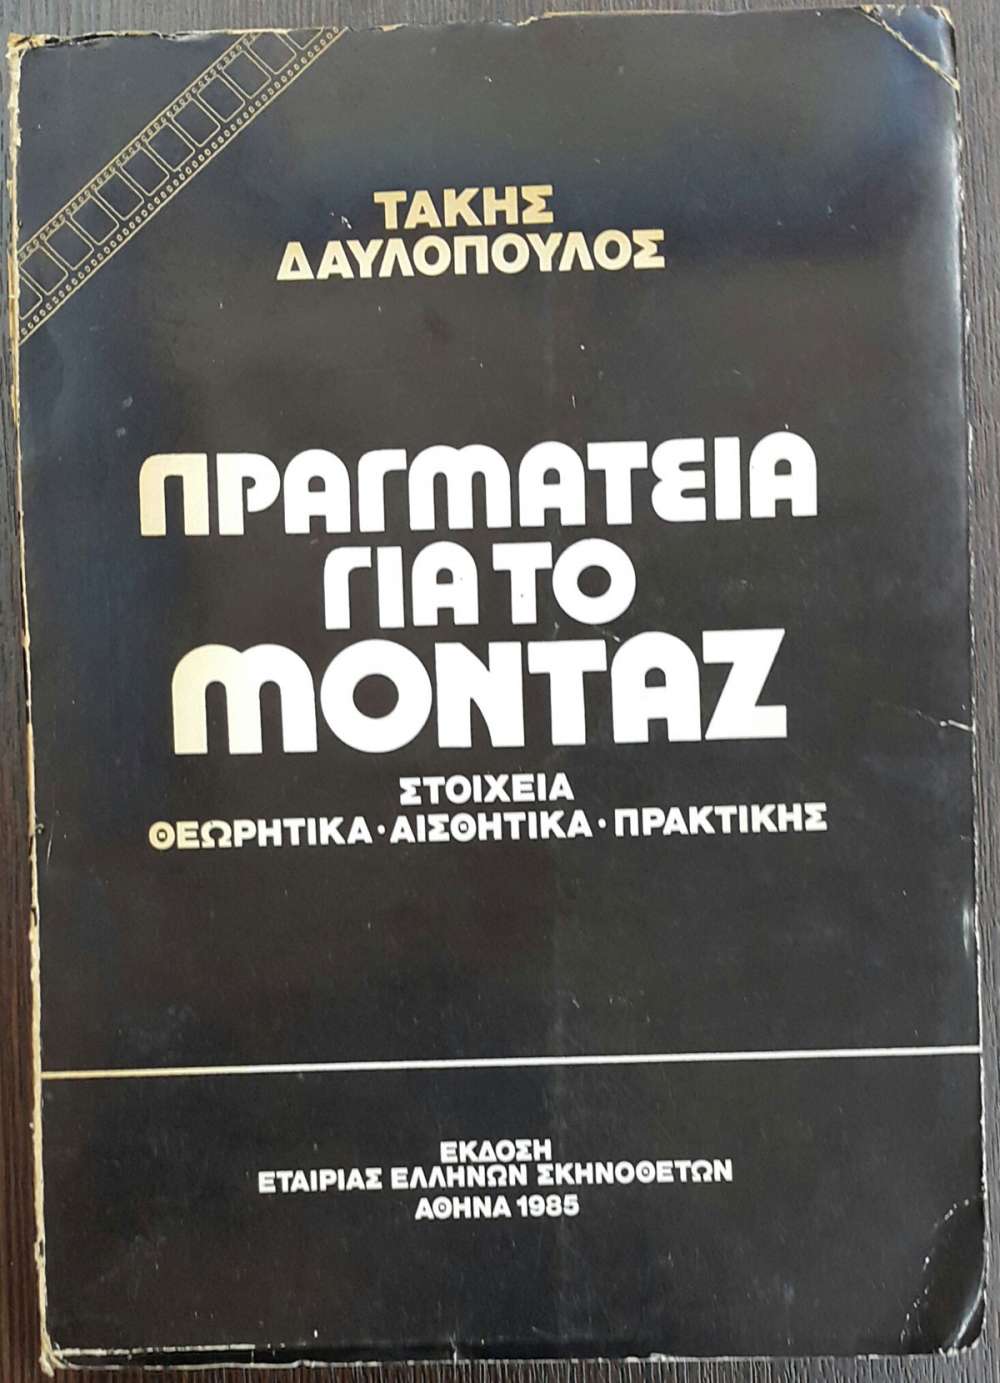 ΤΑΚΗΣ
ΔΑΥΛΟΠΟΥΛΟΣ
ΠΡΑΓΜΑΤΕΙΑ
ΓΙΑ ΤΟ
ΜΟΝΤΑΖ
ΣΤΟΙΧΕΙΑ
ΘΕΩΡΗΤΙΚΑ · ΑΙΣΘΗΤΙΚΑ · ΠΡΑΚΤΙΚΗΣ
ΕΚΔΟΣΗ
ΕΤΑΙΡΙΑΣ ΕΛΛΗΝΩΝ ΣΚΗΝΟΘΕΤΩΝ
ΑΘΗΝΑ 1985